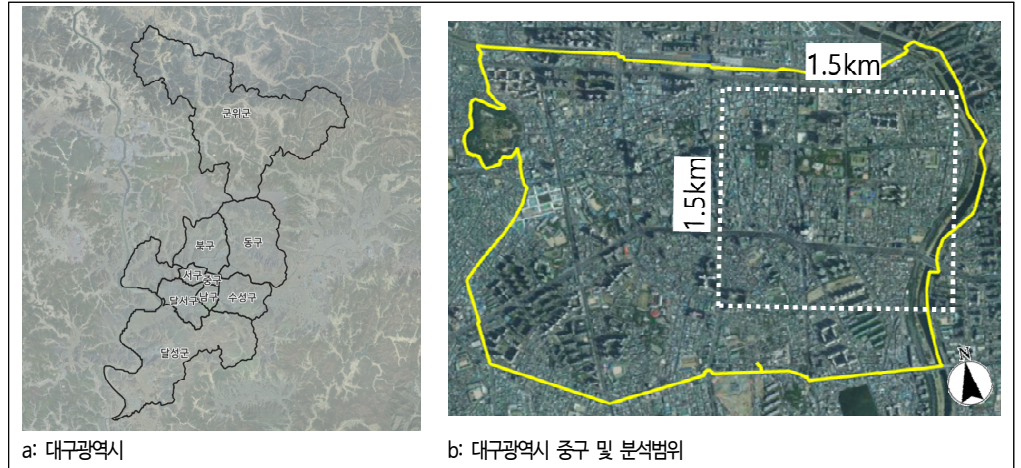 군위군
북구
동구
서구
중구
달서구
남구
수성구
달성군
1.5km
1.5km
N
a: 대구광역시
b: 대구광역시 중구 및 분석범위